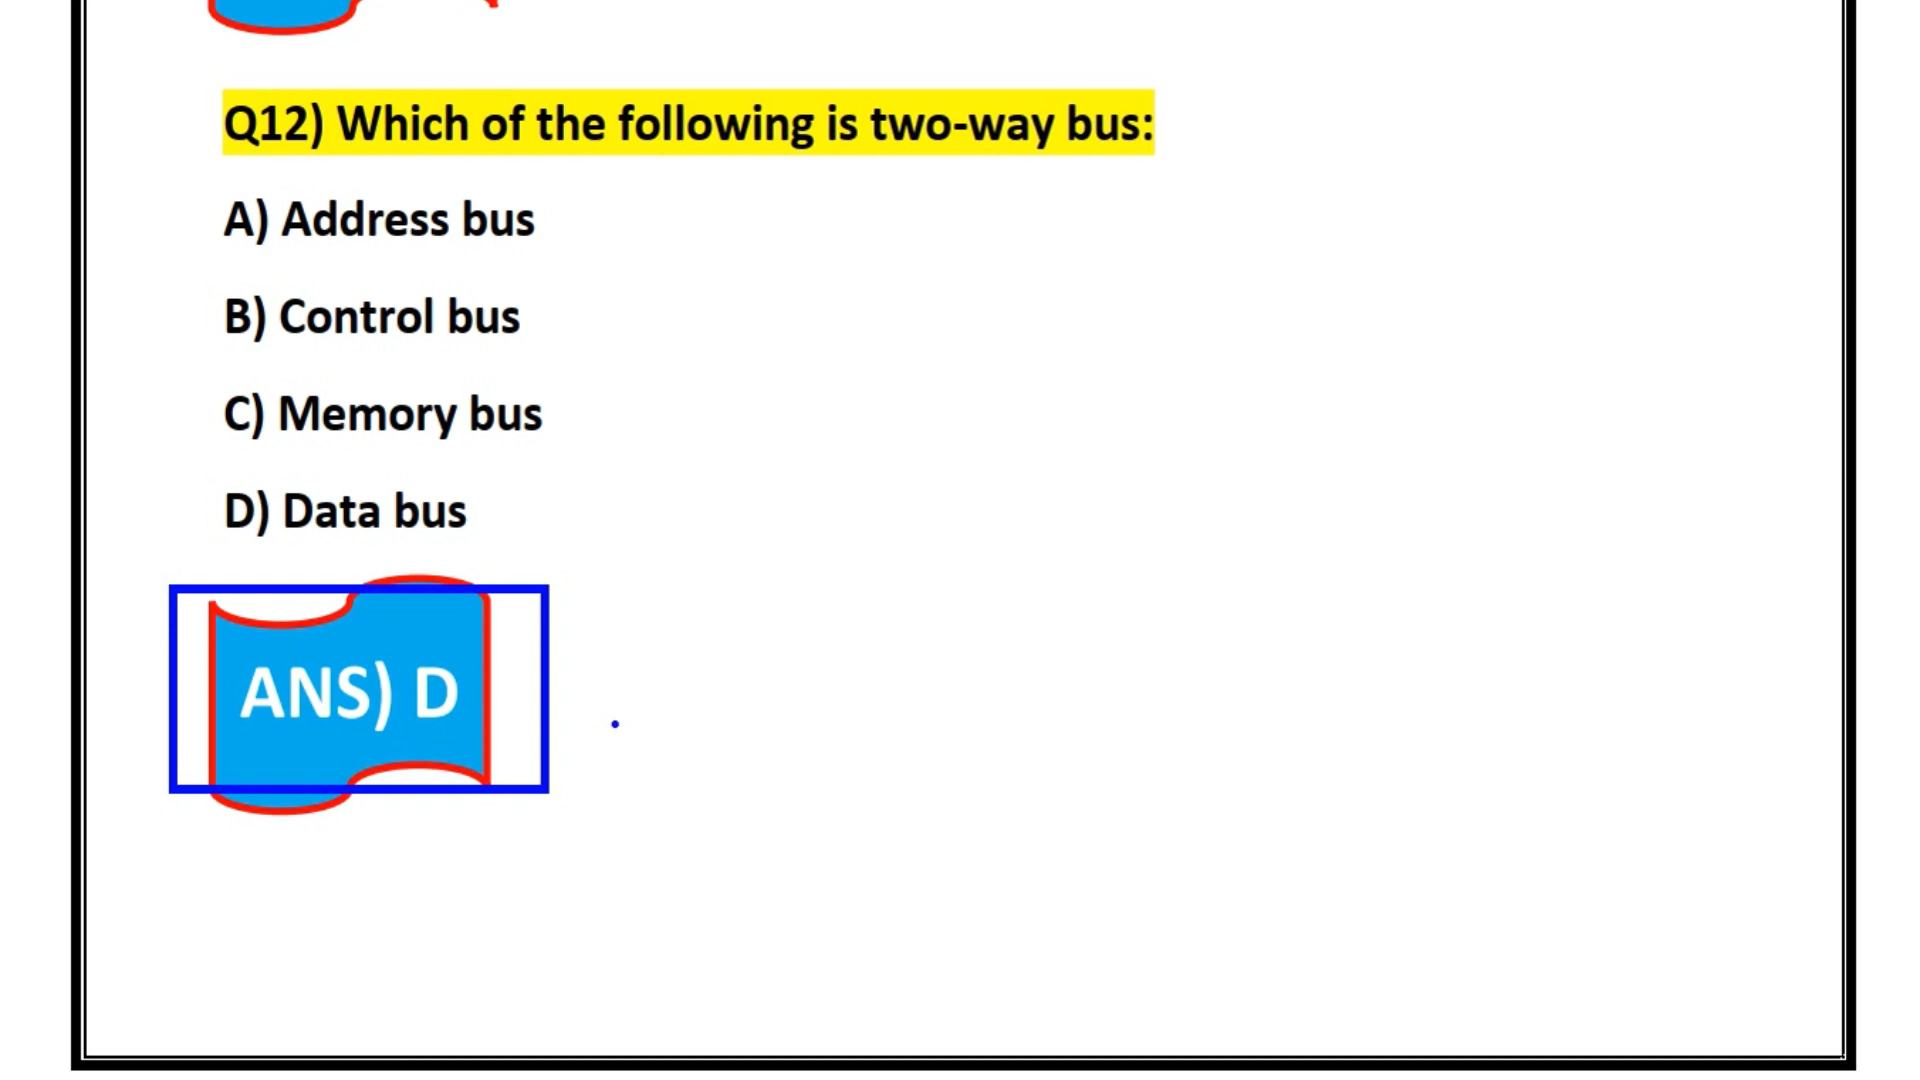 Q12) Which of the following is two-way bus:
A) Address bus
B) Control bus
C) Memory bus
D) Data bus
ANS) D